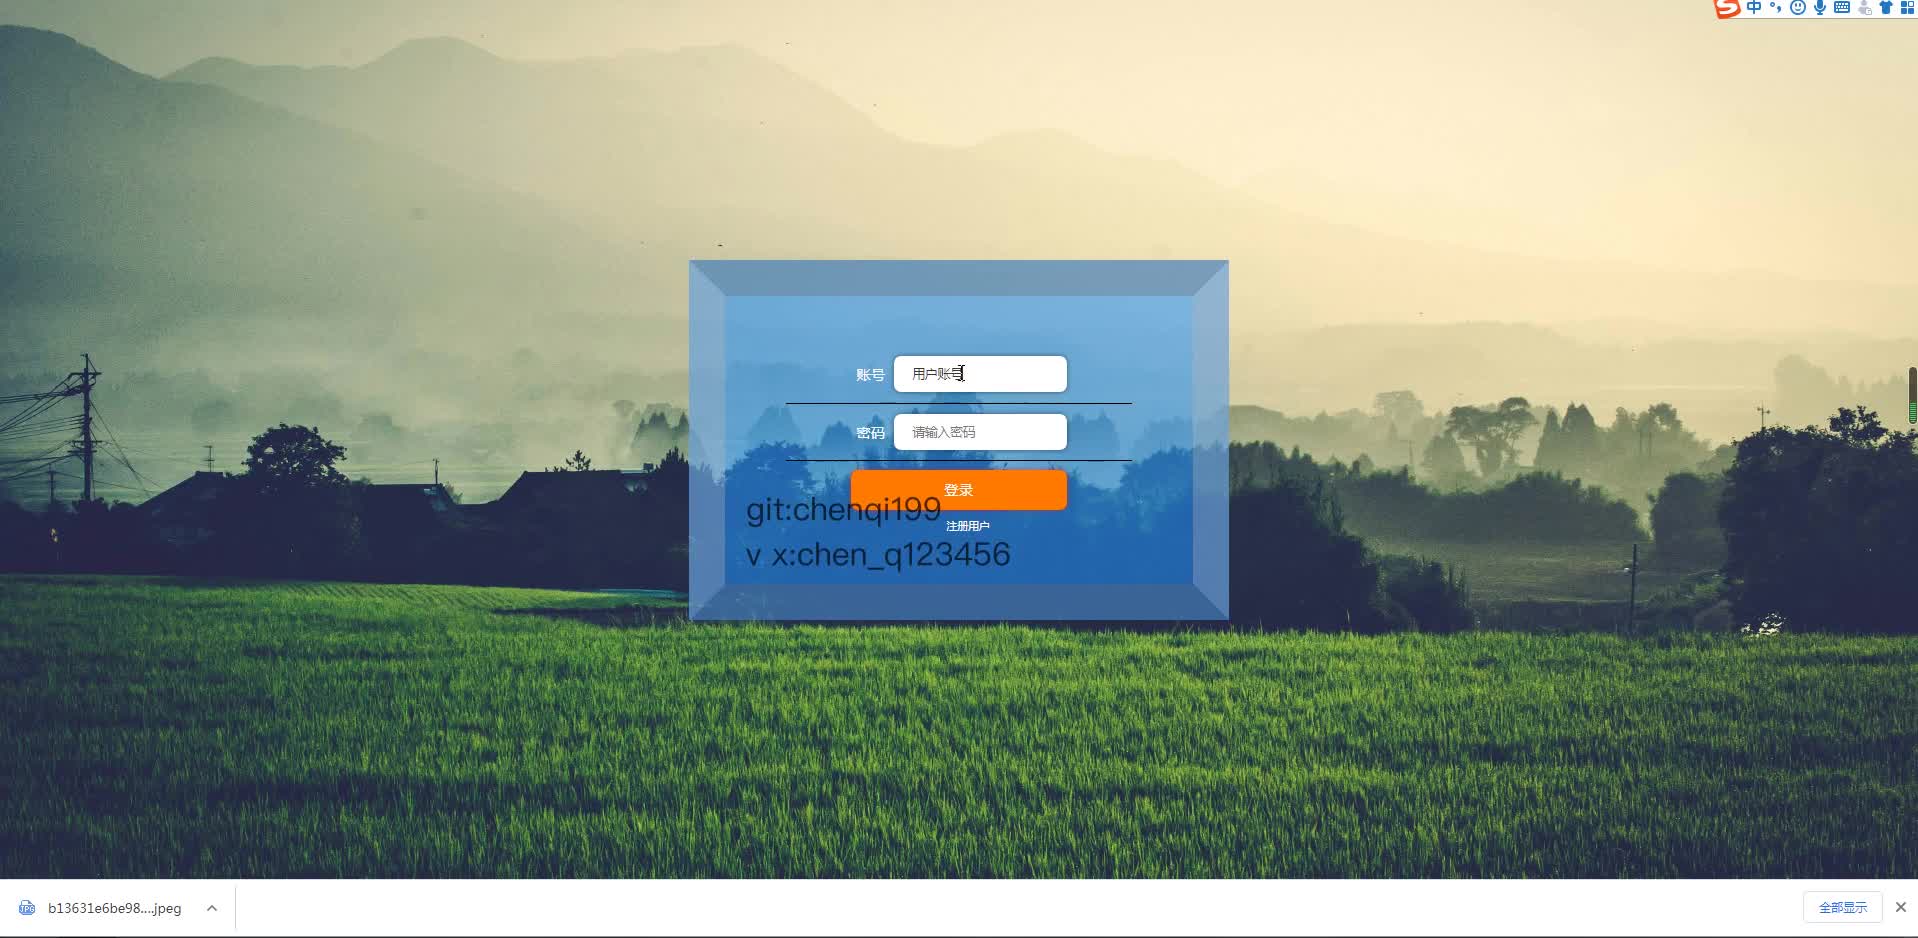 中
账号 用户账号
密码 请输入密码
登录
git:chenqi199
注册用户
v x:chen_q123456
b13631e6be98....jpeg
全部显示